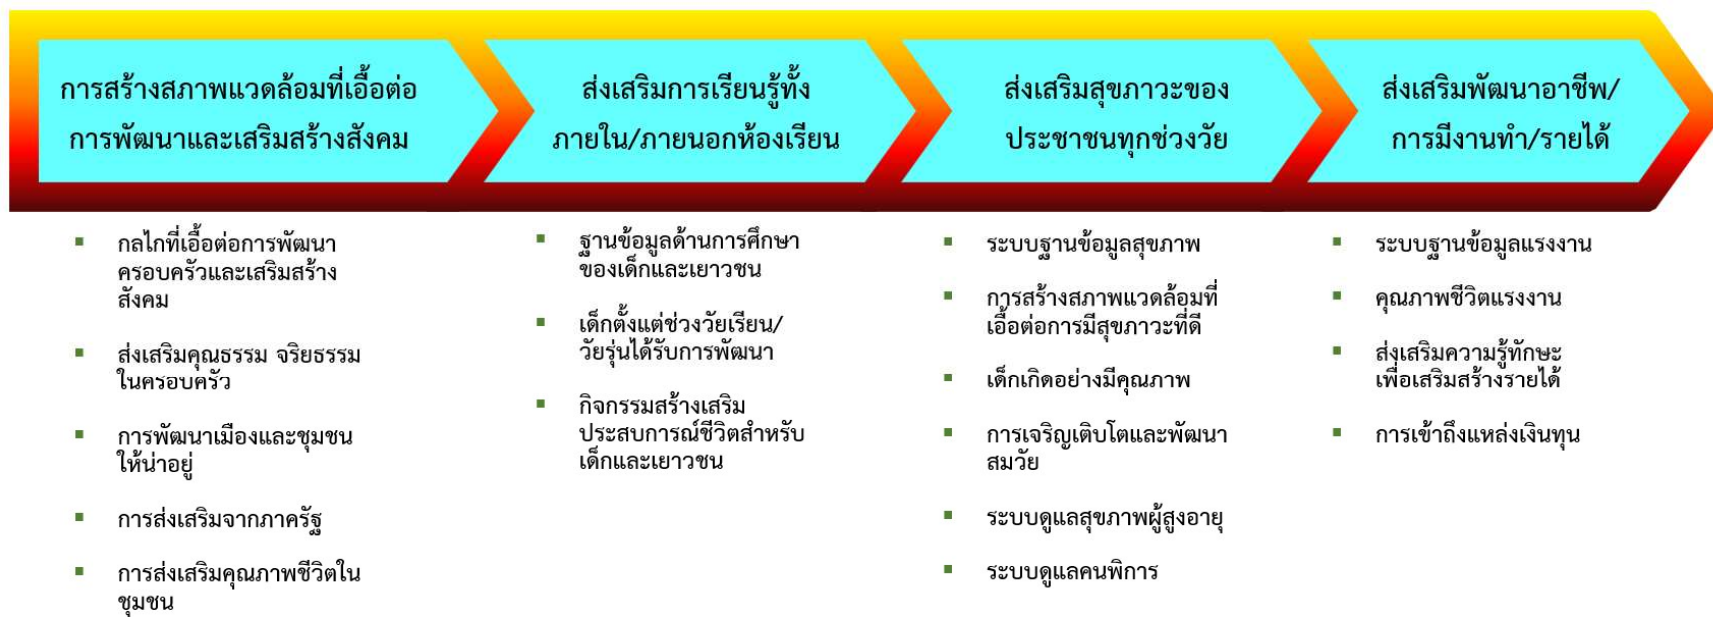 การสร้างสภาพแวดล้อมที่เอื้อต่อ
การพัฒนาและเสริมสร้างสังคม
ส่งเสริมการเรียนรู้ทั้ง
ภายใน/ภายนอกห้องเรียน
ส่งเสริมสุขภาวะของ
ประชาชนทุกช่วงวัย
ส่งเสริมพัฒนาอาชีพ/
การมีงานทำ/รายได้
▪ กลไกที่เอื้อต่อการพัฒนา
ครอบครัวและเสริมสร้าง
สังคม
▪ ส่งเสริมคุณธรรม จริยธรรม
ในครอบครัว
▪ การพัฒนาเมืองและชุมชน
ให้น่าอยู่
▪ การส่งเสริมจากภาครัฐ
▪ การส่งเสริมคุณภาพชีวิตใน
ชุมชน
▪ ฐานข้อมูลด้านการศึกษา
ของเด็กและเยาวชน
▪ เด็กตั้งแต่ช่วงวัยเรียน/
วัยรุ่นได้รับการพัฒนา
▪ กิจกรรมสร้างเสริม
ประสบการณ์ชีวิตสำหรับ
เด็กและเยาวชน
▪ ระบบฐานข้อมูลสุขภาพ
▪ การสร้างสภาพแวดล้อมที่
เอื้อต่อการมีสุขภาวะที่ดี
▪ เด็กเกิดอย่างมีคุณภาพ
▪ การเจริญเติบโตและพัฒนา
สมวัย
▪ ระบบดูแลสุขภาพผู้สูงอายุ
▪ ระบบดูแลคนพิการ
▪ ระบบฐานข้อมูลแรงงาน
▪ คุณภาพชีวิตแรงงาน
▪ ส่งเสริมความรู้ทักษะ
เพื่อเสริมสร้างรายได้
▪ การเข้าถึงแหล่งเงินทุน